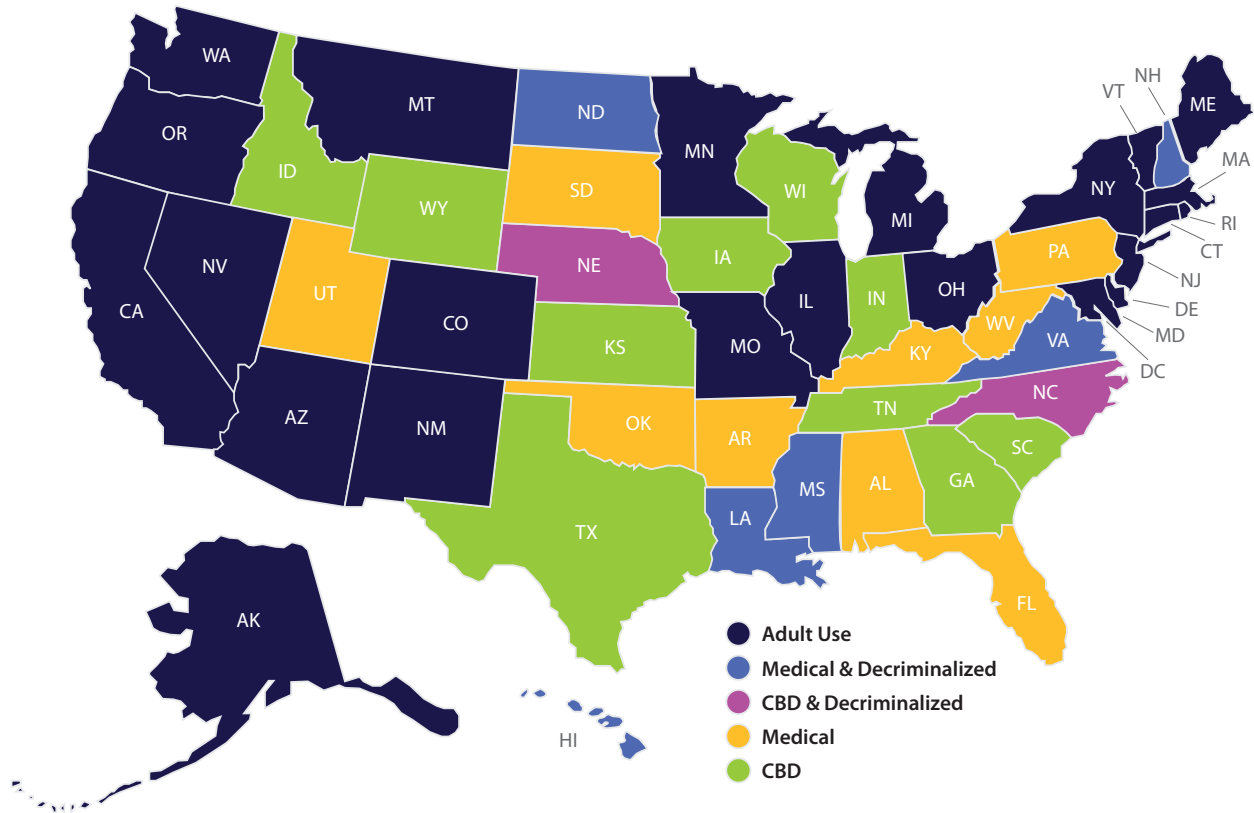 WA
NH
MT
VT
ME
ND
OR
MN
MA
ID
SD
WI
NY
WY
MI
RI
CT
PA
NE
IA
NV
NJ
UT
IL
IN
OH
DE
CA
CO
WV
MD
VA
KS
MO
KY
DC
NC
TN
AZ
NM
OK
AR
SC
AL
GA
MS
LA
TX
FL
AK
HI
Adult Use
Medical & Decriminalized
CBD & Decriminalized
Medical
CBD